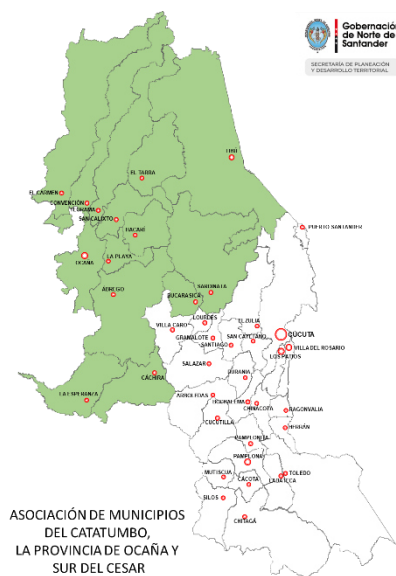 Gobernación
de Norte de
Santander
SECRETARÍA DE PLANEACIÓN
Y DESARROLLO TERRITORIAL
TIBÚ
EL TARRA
EL CARMEN
CONVENCIÓN
TEORAMA
SAN CALIXTO
HACARÍ
PUERTO SANTANDER
OCAÑA
LA PLAYA
SARDINATA
ABREGO
BUCARASICA
LOURDES
EL ZULIA
VILLA CARO
CÚCUTA
GRAMALOTE
SAN CAYETANO
SANTIAGO
VILLA DEL ROSARIO
LOS PATIOS
SALAZAR
CÁCHIRA
DURANIA
LA ESPERANZA
ARBOLEDAS
BOCHALEMA
CHINACOTA
RAGONVALIA
CUCUTILLA
HERRÁN
PAMPLONITA
PAMPLONA
MUTISCUA
TOLEDO
LABATECA
CÁCOTA
SILOS
CHITAGÁ
ASOCIACIÓN DE MUNICIPIOS
DEL CATATUMBO,
LA PROVINCIA DE OCAÑA Y
SUR DEL CESAR